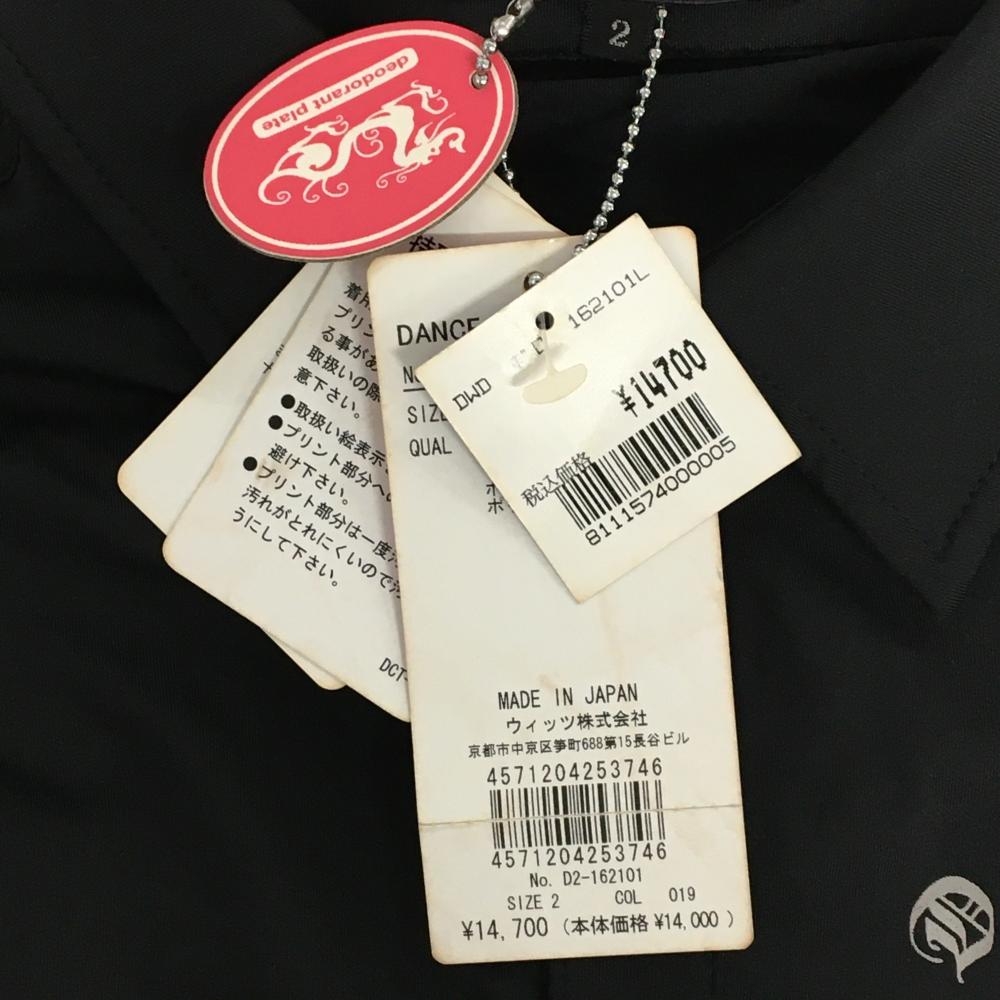 2
deodorant plate
162101L
DWD
¥14700
税込価格
8111574000005
着用
プリン
る事があ
取扱いの際
意下さい。
●取扱い絵表示
●プリント部分へ
避け下さい。
●プリント部分は一度
汚れがとれにくいので
うにして下さい。
DCT-
DANCE
SIZE
QUAL
MADE IN JAPAN
ウィッツ株式会社
京都市中京区笋町688第15長谷ビル
4571204253746
4571204253746
No. D2-162101
SIZE 2 COL 019
¥14,700 (本体価格 ¥14,000 )